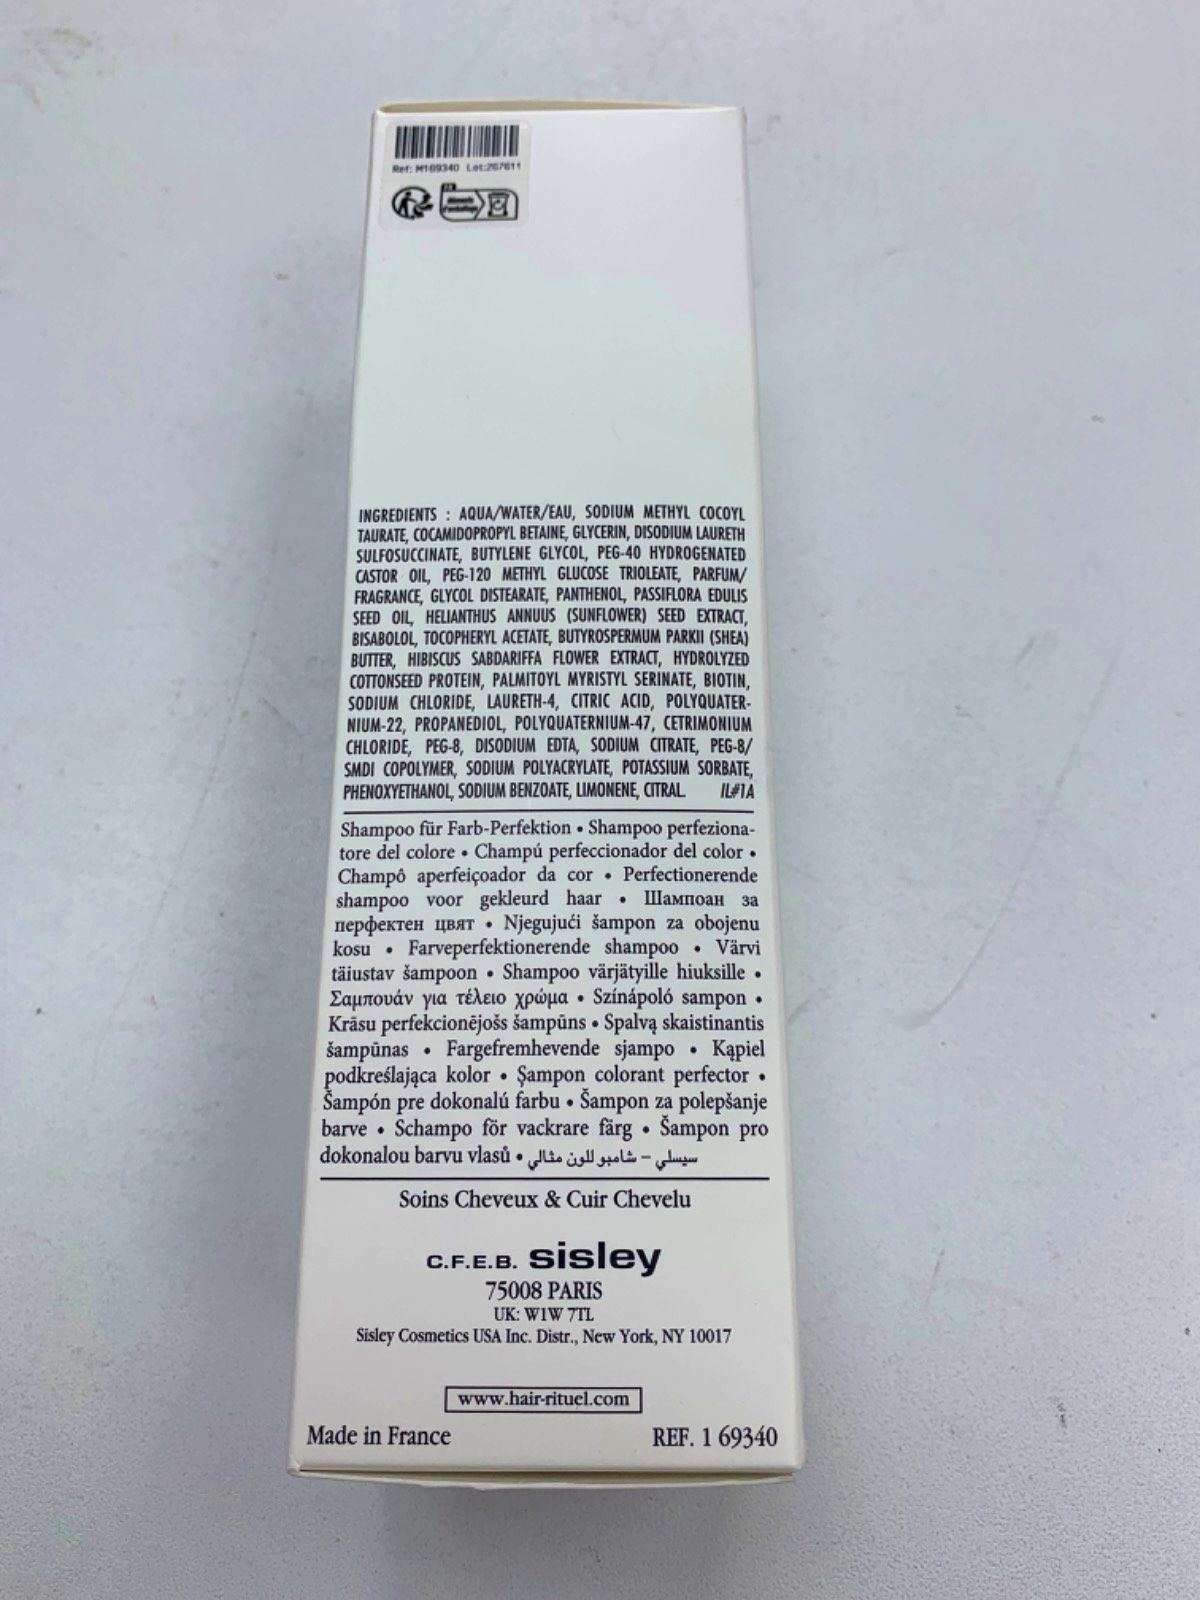 Ref: M169340 Lot:267611
FR
INGREDIENTS : AQUA/WATER/EAU, SODIUM METHYL COCOYL
TAURATE, COCAMIDOPROPYL BETAINE, GLYCERIN, DISODIUM LAURETH
SULFOSUCCINATE, BUTYLENE GLYCOL, PEG-40 HYDROGENATED
CASTOR OIL, PEG-120 METHYL GLUCOSE TRIOLEATE, PARFUM/
FRAGRANCE, GLYCOL DISTEARATE, PANTHENOL, PASSIFLORA EDULIS
SEED OIL, HELIANTHUS ANNUUS (SUNFLOWER) SEED EXTRACT,
BISABOLOL, TOCOPHERYL ACETATE, BUTYROSPERMUM PARKII (SHEA)
BUTTER, HIBISCUS SABDARIFFA FLOWER EXTRACT, HYDROLYZED
COTTONSEED PROTEIN, PALMITOYL MYRISTYL SERINATE, BIOTIN,
SODIUM CHLORIDE, LAURETH-4, CITRIC ACID, POLYQUATER-
NIUM-22, PROPANEDIOL, POLYQUATERNIUM-47, CETRIMONIUM
CHLORIDE, PEG-8, DISODIUM EDTA, SODIUM CITRATE, PEG-8/
SMDI COPOLYMER, SODIUM POLYACRYLATE, POTASSIUM SORBATE,
PHENOXYETHANOL, SODIUM BENZOATE, LIMONENE, CITRAL. IL#1A
Shampoo für Farb-Perfektion • Shampoo perfeziona-
tore del colore • Champú perfeccionador del color •
Champô aperfeiçoador da cor • Perfectionerende
shampoo voor gekleurd haar • Шампоан за
перфектен цвят • Njegujući šampon za obojenu
kosu • Farveperfektionerende shampoo • Värvi
täiustav šampoon • Shampoo värjätyille hiuksille •
Σαμπουάν για τέλειο χρώμα • Színápoló sampon •
Krāsu perfekcionējošs šampūns • Spalvą skaistinantis
šampūnas • Fargefremhevende sjampo • Kąpiel
podkreślająca kolor • Șampon colorant perfector •
Šampón pre dokonalú farbu • Šampon za polepšanje
barve • Schampo för vackrare färg • Šampon pro
dokonalou barvu vlasů • سيسلي – شامبو للون مثالي
Soins Cheveux & Cuir Chevelu
C.F.E.B. sisley
75008 PARIS
UK: W1W 7TL
Sisley Cosmetics USA Inc. Distr., New York, NY 10017
www.hair-rituel.com
Made in France REF. 1 69340